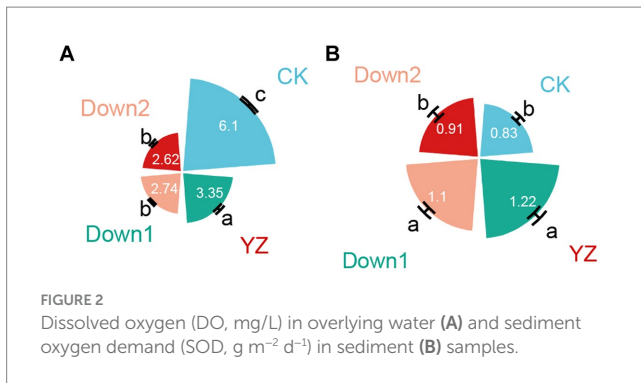 A
B
CK
Down2
c
6.1
b
2.62
2.74
3.35
b
a
Down1
YZ
Down2
CK
b
b
0.91
0.83
1.1
1.22
a
a
Down1
YZ
FIGURE 2
Dissolved oxygen (DO, mg/L) in overlying water (A) and sediment
oxygen demand (SOD, g m⁻² d⁻¹) in sediment (B) samples.